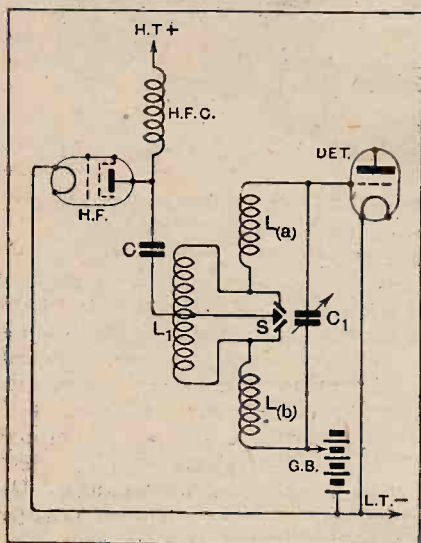 H.T+
H.F.C.
DET.
H.F.
L(a)
C
L1
S
C1
L(b)
G.B.
L.T.-